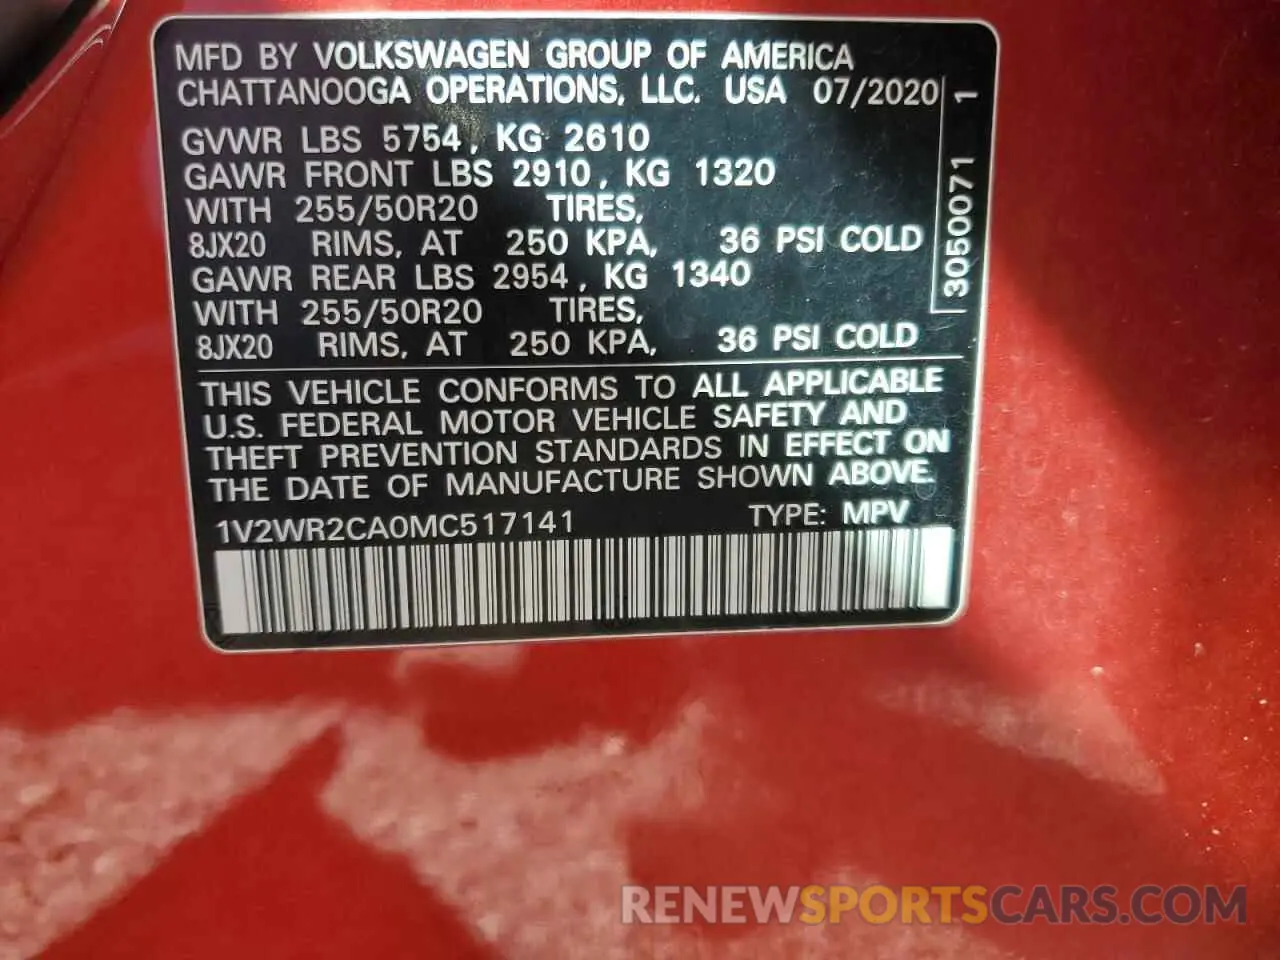 MFD BY VOLKSWAGEN GROUP OF AMERICA
CHATTANOOGA OPERATIONS, LLC. USA 07/2020
GVWR LBS 5754, KG 2610
GAWR FRONT LBS 2910, KG 1320
WITH 255/50R20 TIRES,
8JX20 RIMS, AT 250 KPA, 36 PSI COLD
GAWR REAR LBS 2954, KG 1340
WITH 255/50R20 TIRES,
8JX20 RIMS, AT 250 KPA, 36 PSI COLD
3050071 1
THIS VEHICLE CONFORMS TO ALL APPLICABLE
U.S. FEDERAL MOTOR VEHICLE SAFETY AND
THEFT PREVENTION STANDARDS IN EFFECT ON
THE DATE OF MANUFACTURE SHOWN ABOVE.
1V2WR2CA0MC517141 TYPE: MPV
RENEWSPORTSCARS.COM